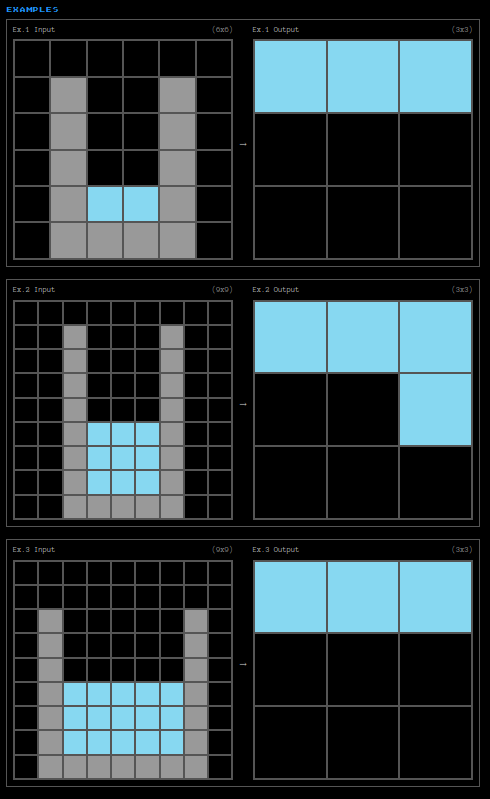 EXAMPLES
Ex.1 Input (6x6) Ex.1 Output (3x3)
→
Ex.2 Input (9x9) Ex.2 Output (3x3)
→
Ex.3 Input (9x9) Ex.3 Output (3x3)
→